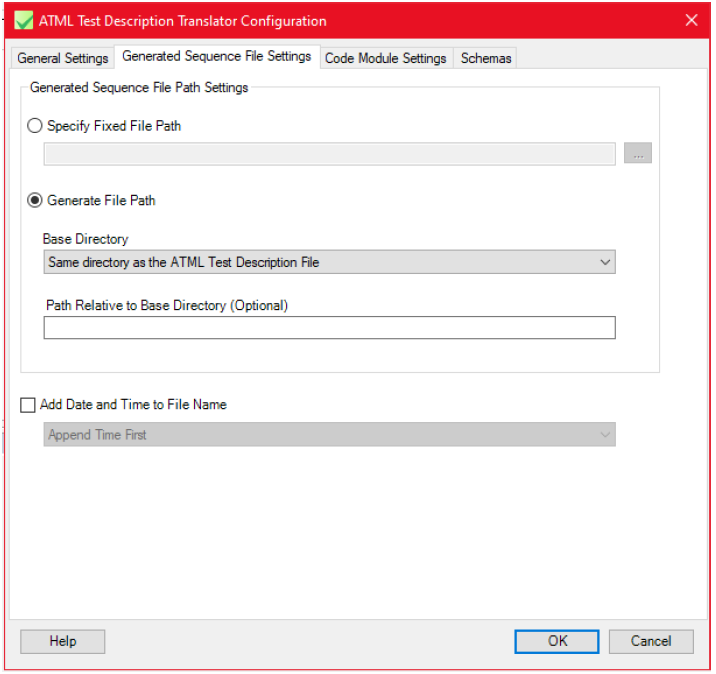 ATML Test Description Translator Configuration
General Settings Generated Sequence File Settings Code Module Settings Schemas
Generated Sequence File Path Settings
Specify Fixed File Path
...
Generate File Path
Base Directory
Same directory as the ATML Test Description File
Path Relative to Base Directory (Optional)
Add Date and Time to File Name
Append Time First
Help OK Cancel